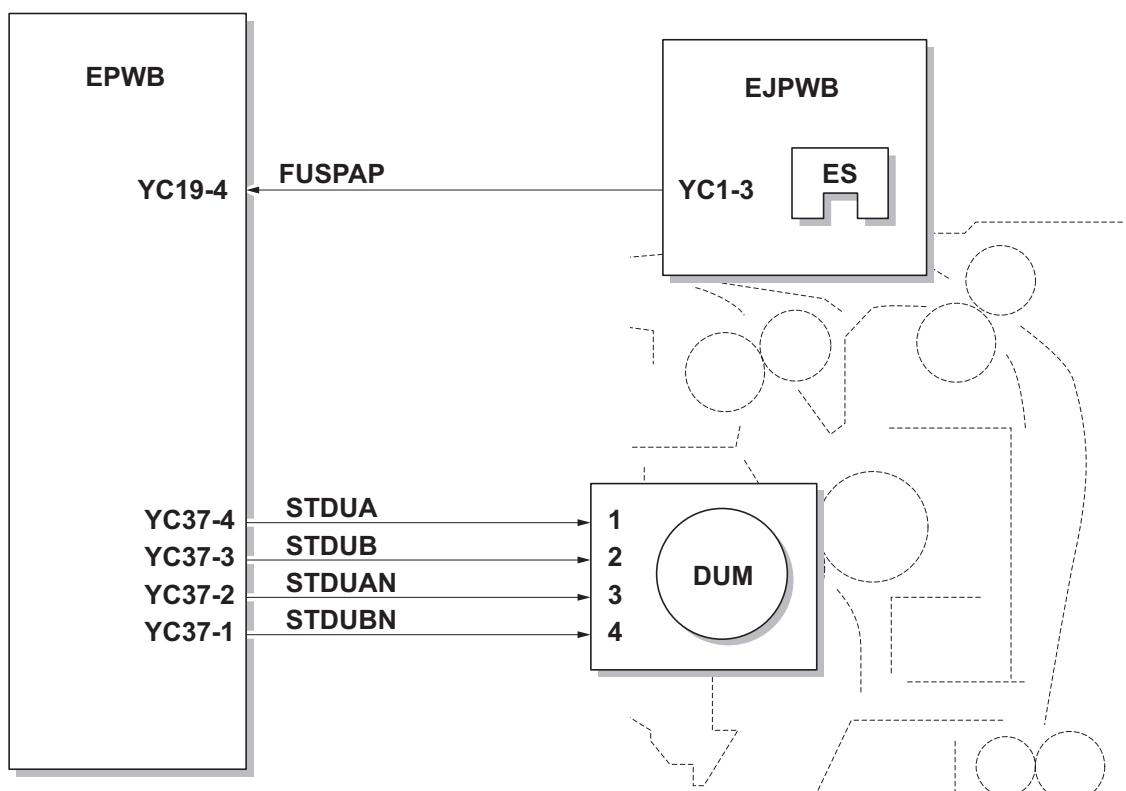 EPWB
EJPWB
ES
FUSPAP
YC19-4
YC1-3
STDUA
YC37-4
1
STDUB
YC37-3
2
DUM
STDUAN
YC37-2
3
STDUBN
YC37-1
4